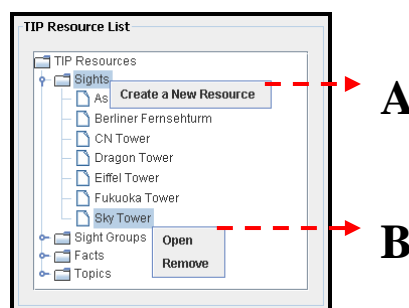 TIP Resource List
TIP Resources
Sights
As
Create a New Resource
A
Berliner Fernsehturm
CN Tower
Dragon Tower
Eiffel Tower
Fukuoka Tower
Sky Tower
Sight Groups
Open
B
Facts
Remove
Topics